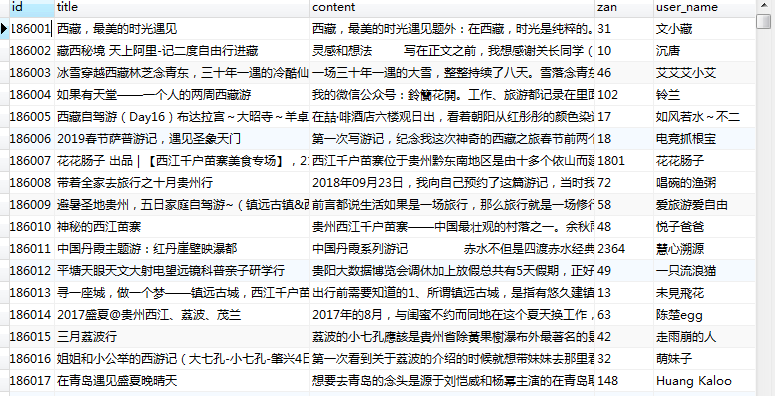 id title content zan user_name
186001 西藏，最美的时光遇见 西藏，最美的时光遇见题外：在西藏，时光是纯粹的。 31 文小藏
186002 藏西秘境 天上阿里-记二度自由行进藏 灵感和想法 写在正文之前，我想感谢关长同学（ 10 沉唐
186003 冰雪穿越西藏林芝念青东，三十年一遇的冷酷仙 一场三十年一遇的大雪，整整持续了八天。雪落念青 46 艾艾艾小艾
186004 如果有天堂——一个人的两周西藏游 我的微信公众号：鈴籣花開。工作、旅游都记录在里面 102 铃兰
186005 西藏自驾游（Day16）布达拉宫～大昭寺～羊卓 在喆·啡酒店六楼观日出，看着朝阳从红彤彤的颜色染 17 如风若水～不二
186006 2019春节萨普游记，遇见圣象天门 第一次写游记，纪念我这次神奇的西藏之旅春节前两个 18 电竞抓根宝
186007 花花肠子 出品 | 【西江千户苗寨美食专场】，2 西江千户苗寨位于贵州黔东南地区是由十多个依山而建 1801 花花肠子
186008 带着全家去旅行之十月贵州行 2018年09月23日，我向自己预约了这篇游记，当时我 72 唱碗的渔粥
186009 避暑圣地贵州，五日家庭自驾游~（镇远古镇&西 前言都说生活如果是一场旅行，那么旅行就是一场修行 58 爱旅游爱自由
186010 神秘的西江苗寨 贵州西江千户苗寨——中国最壮观的村落之一。余秋雨 48 悦子爸爸
186011 中国丹霞主题游：红丹崖壁映瀑都 中国丹霞系列游记 赤水不但是四渡赤水经典 2364 慧心溯源
186012 平塘天眼天文大射电望远镜科普亲子研学行 贵阳大数据博览会调休加上放假总共有5天假期，正好 49 一只流浪猫
186013 寻一座城，做一个梦——镇远古城，西江千户苗 出行前需要知道的1、所谓镇远古城，是指有悠久建镇 13 未見飛花
186014 2017盛夏@贵州西江、荔波、茂兰 2017年的8月，与闺蜜不约而同地在这个夏天换工作， 63 陈楚egg
186015 三月荔波行 荔波的小七孔應該是貴州省除黃果樹瀑布外最著名的景 42 走雨崩的人
186016 姐姐和小公举的西游记（大七孔-小七孔-肇兴4日 第一次看到关于荔波的介绍的时候就想带妹妹去那里看 32 萌妹子
186017 在青岛遇见盛夏晚晴天 想要去青岛的念头是源于刘恺威和杨幂主演的在青岛取 148 Huang Kaloo